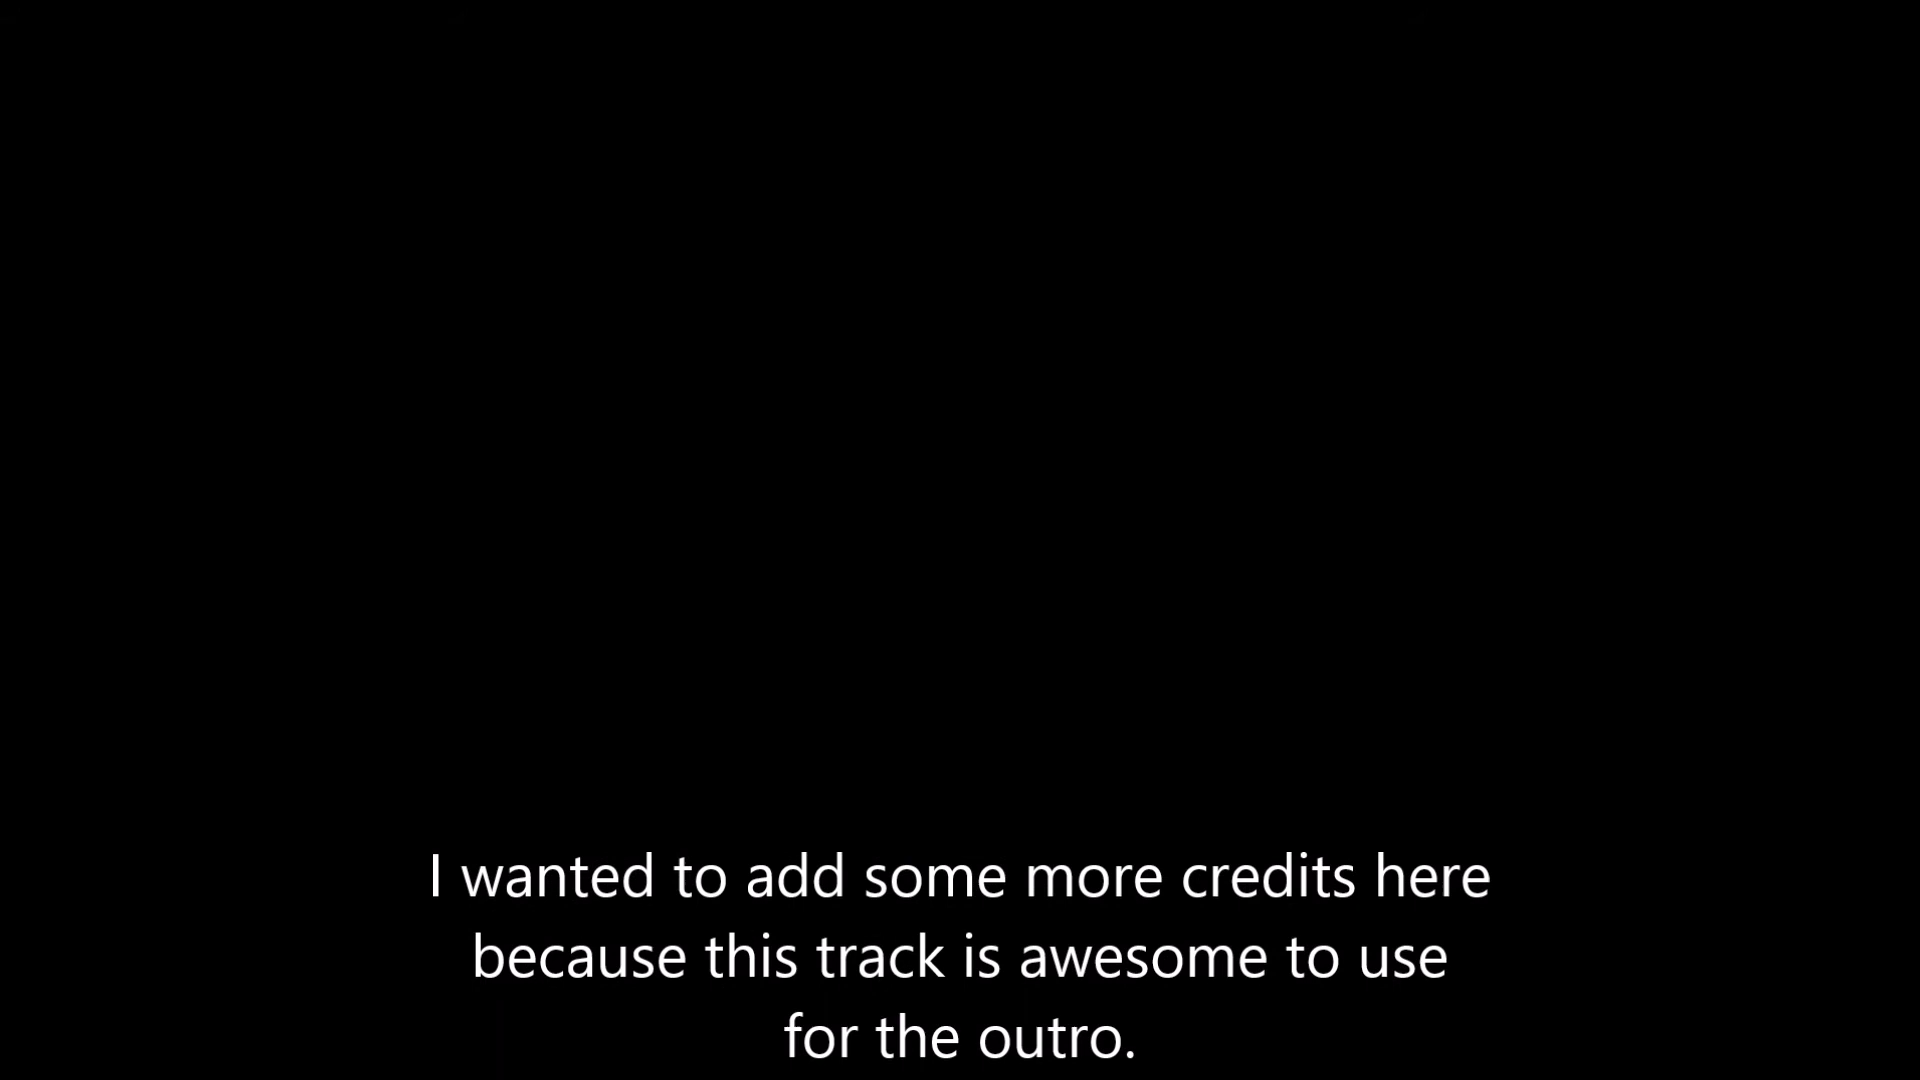 I wanted to add some more credits here
because this track is awesome to use
for the outro.